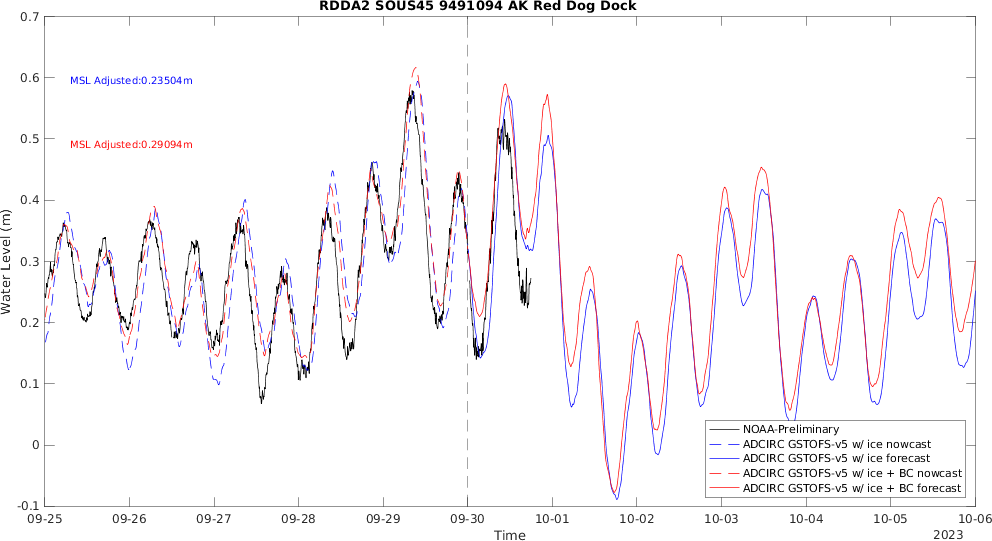 RDDA2 SOUS45 9491094 AK Red Dog Dock
0.7
0.6
0.5
0.4
0.3
0.2
0.1
0
-0.1
Water Level (m)
MSL Adjusted:0.23504m
MSL Adjusted:0.29094m
NOAA-Preliminary
ADCIRC GSTOFS-v5 w/ ice nowcast
ADCIRC GSTOFS-v5 w/ ice forecast
ADCIRC GSTOFS-v5 w/ ice + BC nowcast
ADCIRC GSTOFS-v5 w/ ice + BC forecast
09-25 09-26 09-27 09-28 09-29 09-30 10-01 10-02 10-03 10-04 10-05 10-06
Time
2023